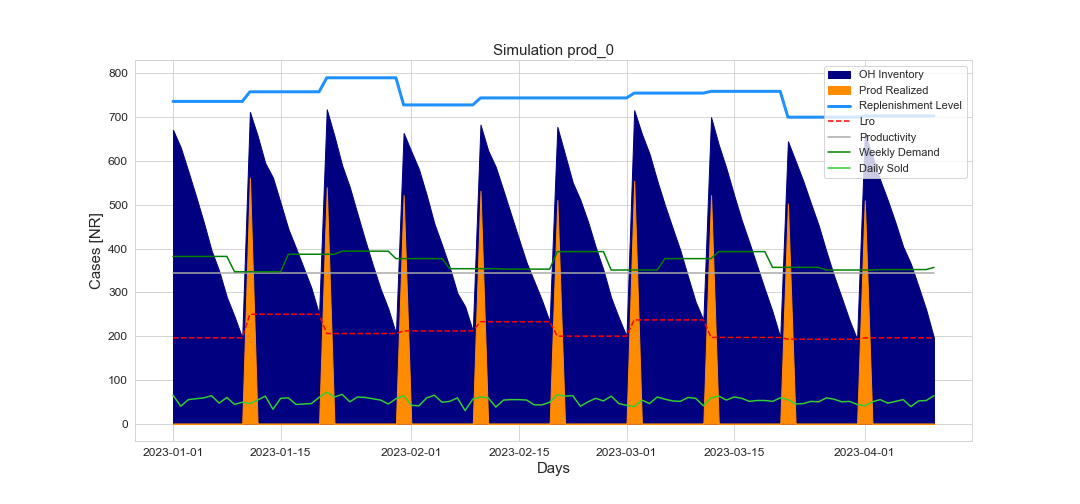 Simulation prod_0
800
700
600
500
400
300
200
100
0
Cases [NR]
OH Inventory
Prod Realized
Replenishment Level
Lro
Productivity
Weekly Demand
Daily Sold
2023-01-01
2023-01-15
2023-02-01
2023-02-15
2023-03-01
2023-03-15
2023-04-01
Days